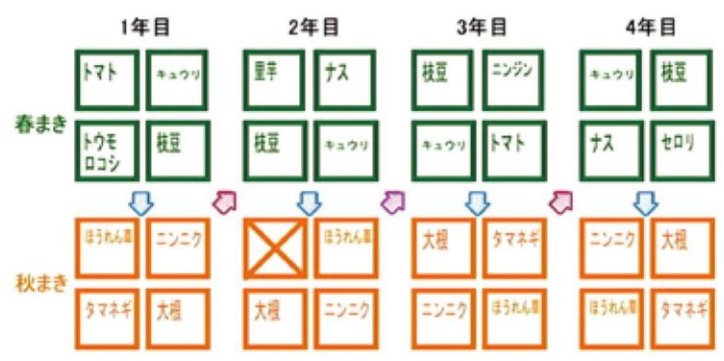 1年目 2年目 3年目 4年目
トマト キュウリ 里芋 ナス 枝豆 ニンジン キュウリ 枝豆
春まき
トウモ
ロコシ
枝豆 枝豆 キュウリ キュウリ トマト ナス セロリ
ほうれん草 ニンニク ほうれん草 大根 タマネギ ニンニク 大根
秋まき
タマネギ 大根 大根 ニンニク ニンニク ほうれん草 ほうれん草 タマネギ